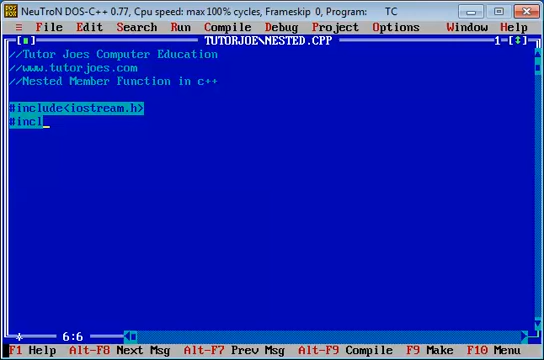 NeuTroN DOS-C++ 0.77, Cpu speed: max 100% cycles, Frameskip 0, Program: TC
≡ File Edit Search Run Compile Debug Project Options Window Help
[■] TUTORJOE\NESTED.CPP 1=[↕]
//Tutor Joes Computer Education
//www.tutorjoes.com
//Nested Member Function in c++
#include<iostream.h>
#incl_
* 6:6
F1 Help Alt-F8 Next Msg Alt-F7 Prev Msg Alt-F9 Compile F9 Make F10 Menu